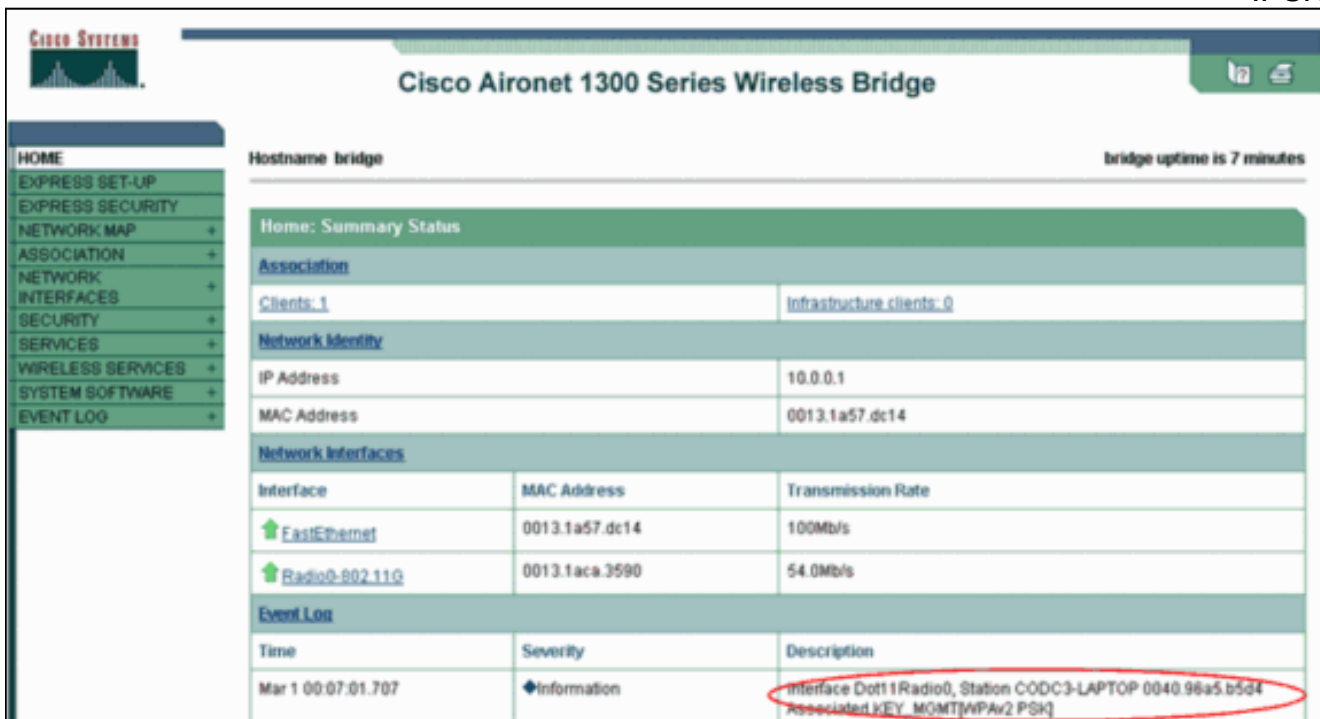 CISCO SYSTEMS
Cisco Aironet 1300 Series Wireless Bridge
HOME
EXPRESS SET-UP
EXPRESS SECURITY
NETWORK MAP +
ASSOCIATION +
NETWORK
INTERFACES +
SECURITY +
SERVICES +
WIRELESS SERVICES +
SYSTEM SOFTWARE +
EVENT LOG +
Hostname bridge bridge uptime is 7 minutes
Home: Summary Status
Association
Clients: 1 Infrastructure clients: 0
Network Identity
IP Address 10.0.0.1
MAC Address 0013.1a57.dc14
Network Interfaces
Interface MAC Address Transmission Rate
FastEthernet 0013.1a57.dc14 100Mb/s
Radio0-802.11G 0013.1aca.3590 54.0Mb/s
Event Log
Time Severity Description
Mar 1 00:07:01.707 Information Interface Dot11Radio0, Station CODC3-LAPTOP 0040.96a5.b5d4
Associated KEY_MGMT[WPAv2 PSK]